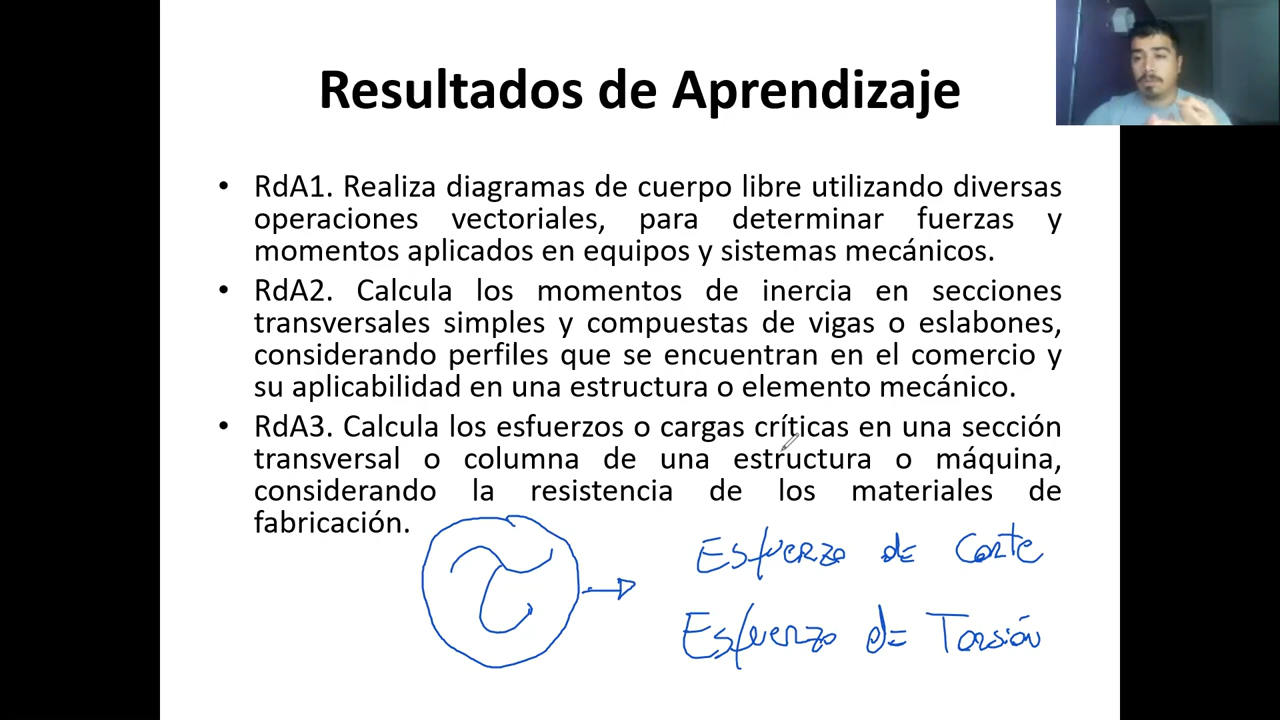 Resultados de Aprendizaje
• RdA1. Realiza diagramas de cuerpo libre utilizando diversas
operaciones vectoriales, para determinar fuerzas y
momentos aplicados en equipos y sistemas mecánicos.
• RdA2. Calcula los momentos de inercia en secciones
transversales simples y compuestas de vigas o eslabones,
considerando perfiles que se encuentran en el comercio y
su aplicabilidad en una estructura o elemento mecánico.
• RdA3. Calcula los esfuerzos o cargas críticas en una sección
transversal o columna de una estructura o máquina,
considerando la resistencia de los materiales de
fabricación.
τ
Esfuerzo de Corte
Esfuerzo de Torsión